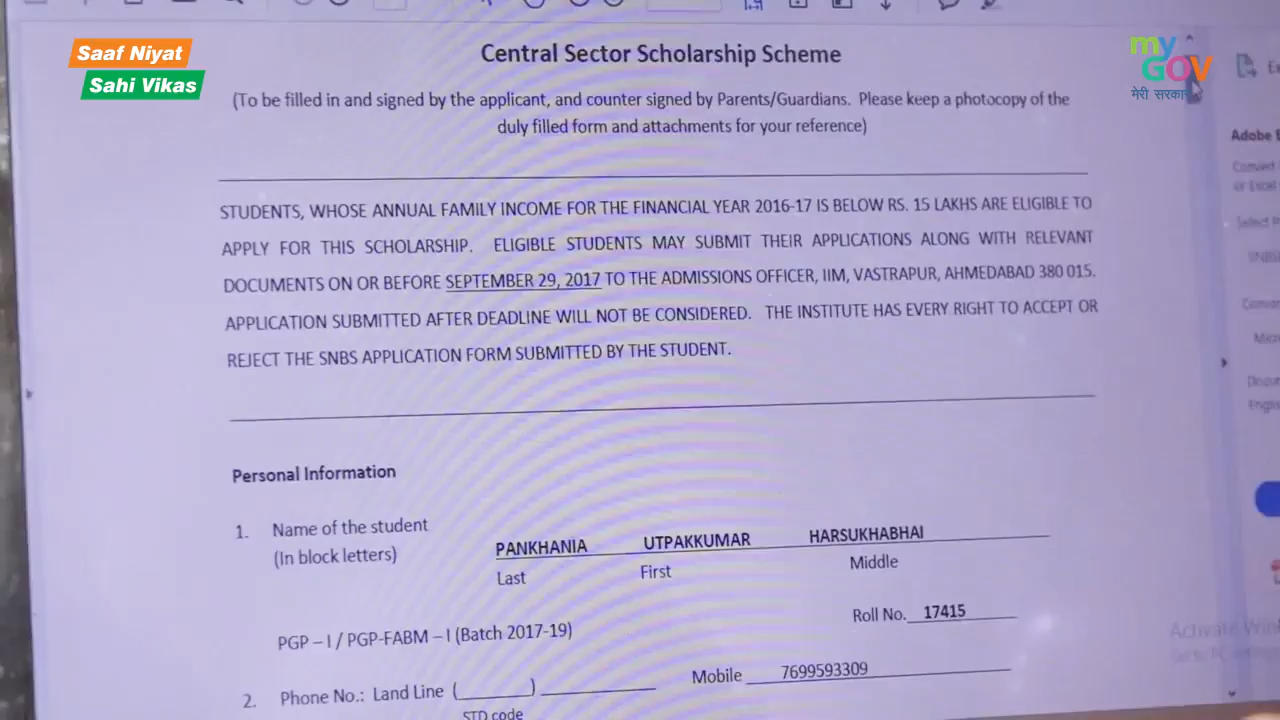 Saaf Niyat
Sahi Vikas
my
GOV
मेरी सरकार
Central Sector Scholarship Scheme
(To be filled in and signed by the applicant, and counter signed by Parents/Guardians. Please keep a photocopy of the
duly filled form and attachments for your reference)
STUDENTS, WHOSE ANNUAL FAMILY INCOME FOR THE FINANCIAL YEAR 2016-17 IS BELOW RS. 15 LAKHS ARE ELIGIBLE TO
APPLY FOR THIS SCHOLARSHIP. ELIGIBLE STUDENTS MAY SUBMIT THEIR APPLICATIONS ALONG WITH RELEVANT
DOCUMENTS ON OR BEFORE SEPTEMBER 29, 2017 TO THE ADMISSIONS OFFICER, IIM, VASTRAPUR, AHMEDABAD 380 015.
APPLICATION SUBMITTED AFTER DEADLINE WILL NOT BE CONSIDERED. THE INSTITUTE HAS EVERY RIGHT TO ACCEPT OR
REJECT THE SNBS APPLICATION FORM SUBMITTED BY THE STUDENT.
Personal Information
1. Name of the student
(In block letters)
PANKHANIA UTPAKKUMAR HARSUKHABHAI
Last First Middle
Roll No. 17415
PGP – I / PGP-FABM – I (Batch 2017-19)
2. Phone No.: Land Line (______) ______ Mobile 7699593309
STD code
Adobe
Convert
or Excel
Select
Activate